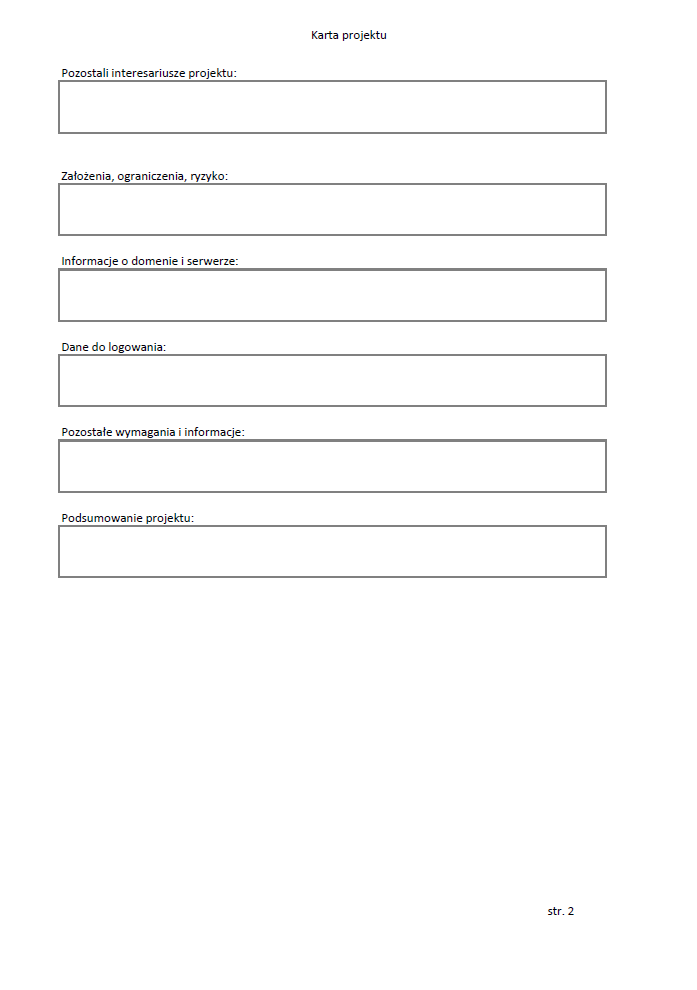 Karta projektu
Pozostali interesariusze projektu:
Założenia, ograniczenia, ryzyko:
Informacje o domenie i serwerze:
Dane do logowania:
Pozostałe wymagania i informacje:
Podsumowanie projektu:
str. 2